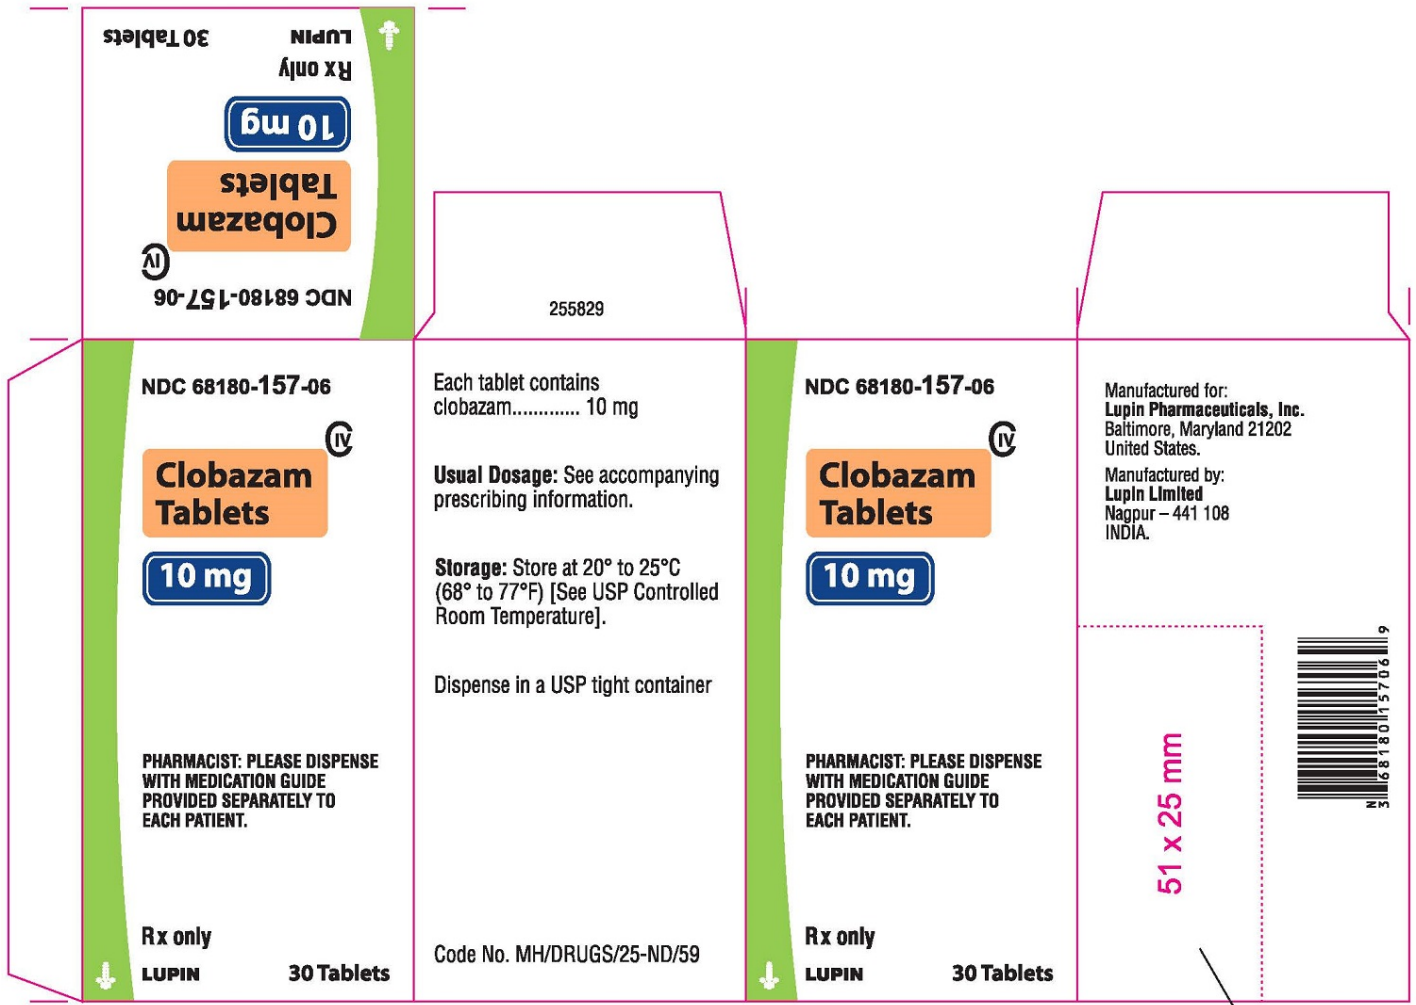 30 Tablets
LUPIN
Rx only
10 mg
Clobazam
Tablets
CIV
NDC 68180-157-06
255829
NDC 68180-157-06
CIV
Clobazam
Tablets
10 mg
PHARMACIST: PLEASE DISPENSE
WITH MEDICATION GUIDE
PROVIDED SEPARATELY TO
EACH PATIENT.
Rx only
LUPIN
30 Tablets
Each tablet contains
clobazam............. 10 mg
Usual Dosage: See accompanying
prescribing information.
Storage: Store at 20° to 25°C
(68° to 77°F) [See USP Controlled
Room Temperature].
Dispense in a USP tight container
Code No. MH/DRUGS/25-ND/59
NDC 68180-157-06
CIV
Clobazam
Tablets
10 mg
PHARMACIST: PLEASE DISPENSE
WITH MEDICATION GUIDE
PROVIDED SEPARATELY TO
EACH PATIENT.
Rx only
LUPIN
30 Tablets
Manufactured for:
Lupin Pharmaceuticals, Inc.
Baltimore, Maryland 21202
United States.
Manufactured by:
Lupin Limited
Nagpur – 441 108
INDIA.
51 x 25 mm
N
3 68180 15706 9